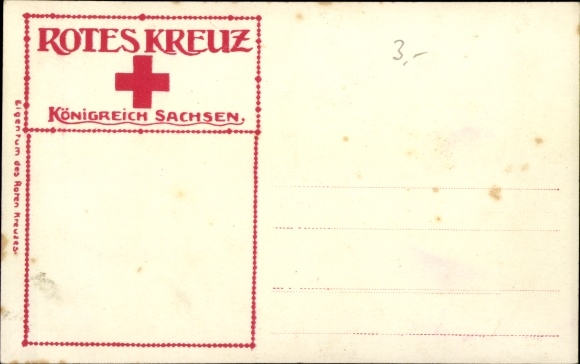 ROTES KREUZ
KÖNIGREICH SACHSEN.
Eigentum des Roten Kreuzes.
3,-